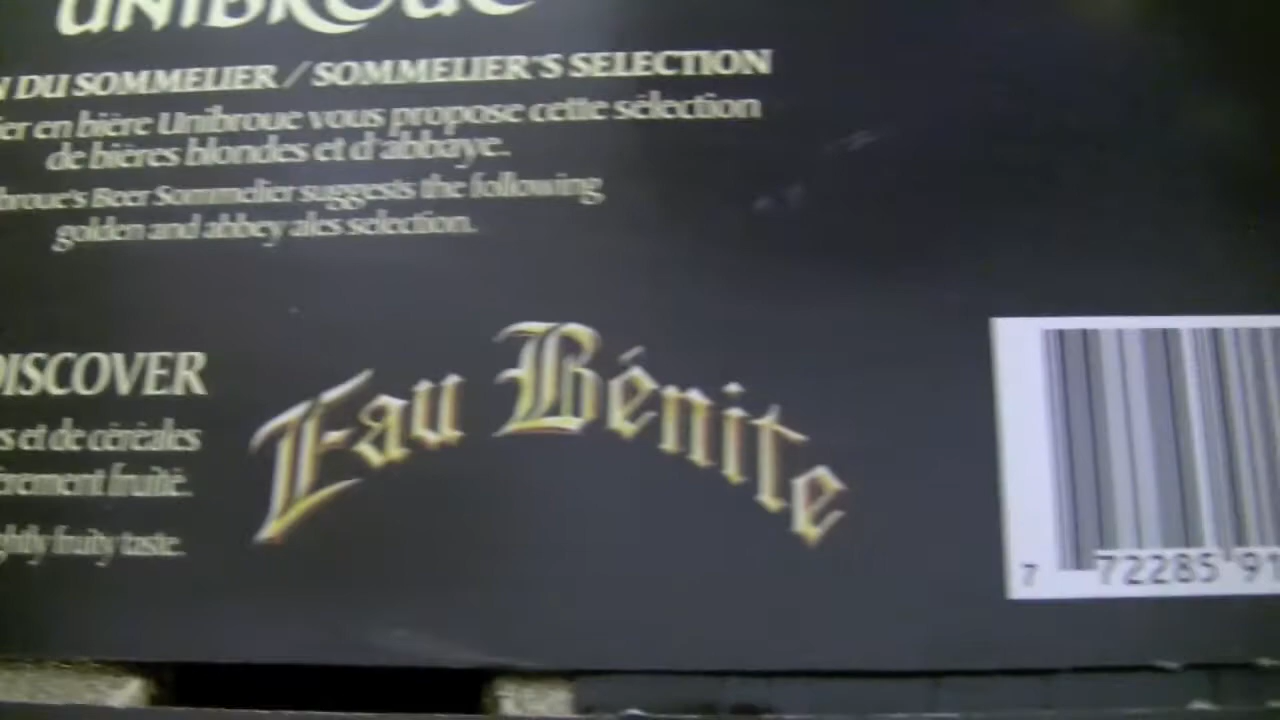 UNIBROUE
N DU SOMMELIER / SOMMELIER'S SELECTION
er en bière Unibroue vous propose cette sélection
de bières blondes et d'abbaye.
broue's Beer Sommelier suggests the following
golden and abbey ales selection.
DISCOVER
s et de céréales
èrement fruité.
ghtly fruity taste.
Eau Bénite
7 72285 91